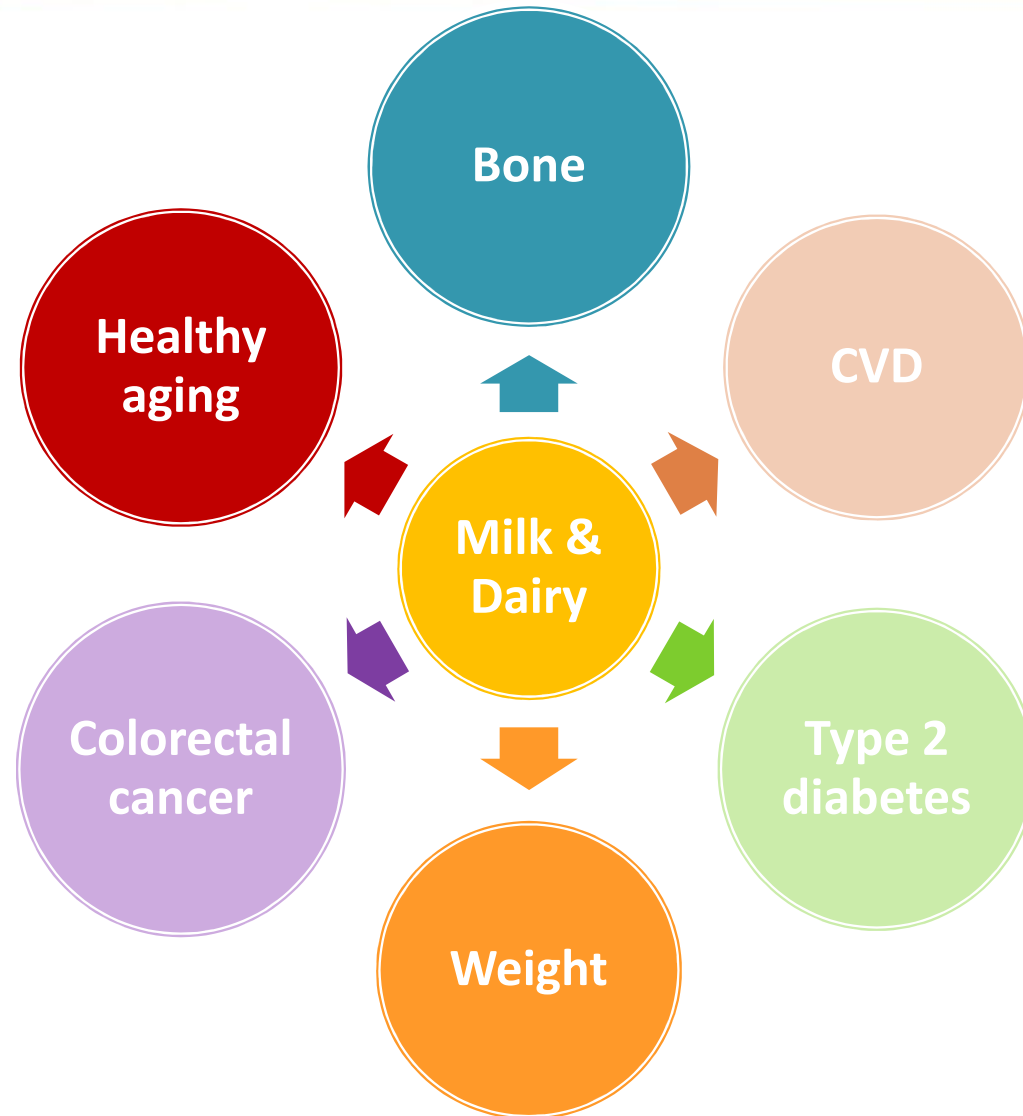 Bone
Healthy
aging
CVD
Milk &
Dairy
Colorectal
cancer
Type 2
diabetes
Weight